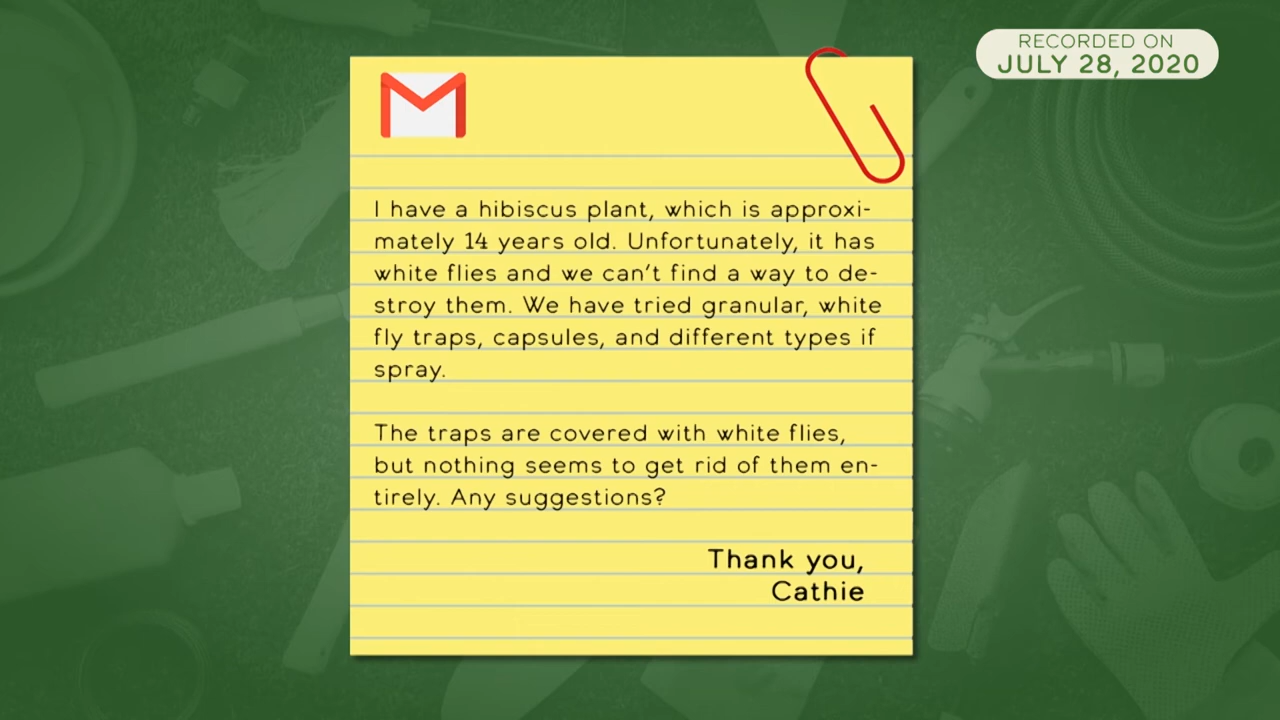 RECORDED ON
JULY 28, 2020
I have a hibiscus plant, which is approxi-
mately 14 years old. Unfortunately, it has
white flies and we can't find a way to de-
stroy them. We have tried granular, white
fly traps, capsules, and different types if
spray.
The traps are covered with white flies,
but nothing seems to get rid of them en-
tirely. Any suggestions?
Thank you,
Cathie